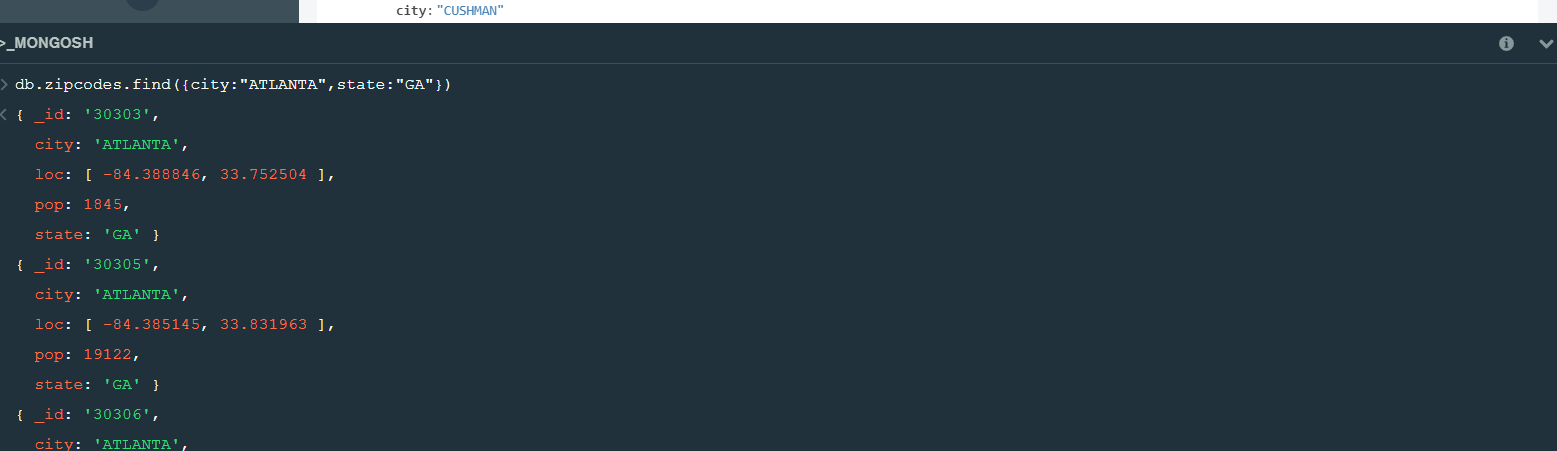 city: "CUSHMAN"
>_MONGOSH
> db.zipcodes.find({city:"ATLANTA",state:"GA"})
< { _id: '30303',
city: 'ATLANTA',
loc: [ -84.388846, 33.752504 ],
pop: 1845,
state: 'GA' }
{ _id: '30305',
city: 'ATLANTA',
loc: [ -84.385145, 33.831963 ],
pop: 19122,
state: 'GA' }
{ _id: '30306',
city: 'ATLANTA',